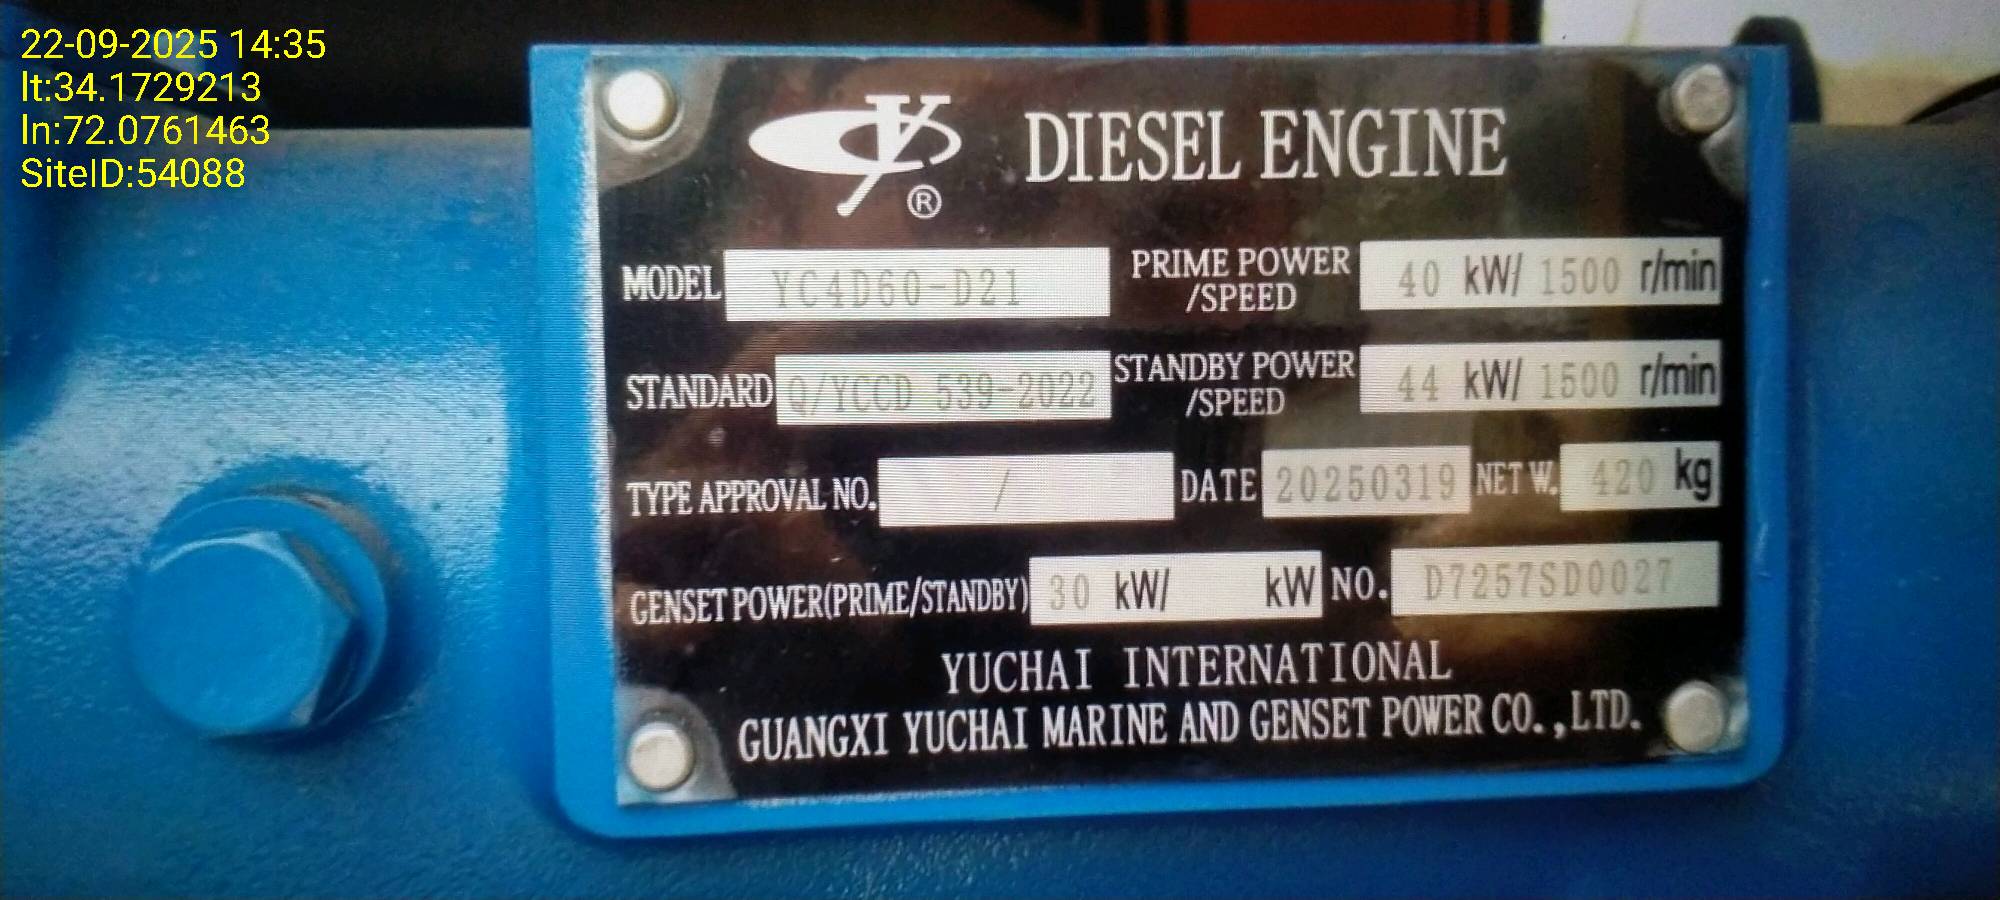 22-09-2025 14:35
lt:34.1729213
ln:72.0761463
SiteID:54088
® DIESEL ENGINE
MODEL YC4D60-D21 PRIME POWER /SPEED 40 kW/ 1500 r/min
STANDARD Q/YCCD 539-2022 STANDBY POWER /SPEED 44 kW/ 1500 r/min
TYPE APPROVAL NO. / DATE 20250319 NET W. 420 kg
GENSET POWER(PRIME/STANDBY) 30 kW/ kW NO. D7257SD0027
YUCHAI INTERNATIONAL
GUANGXI YUCHAI MARINE AND GENSET POWER CO.,LTD.